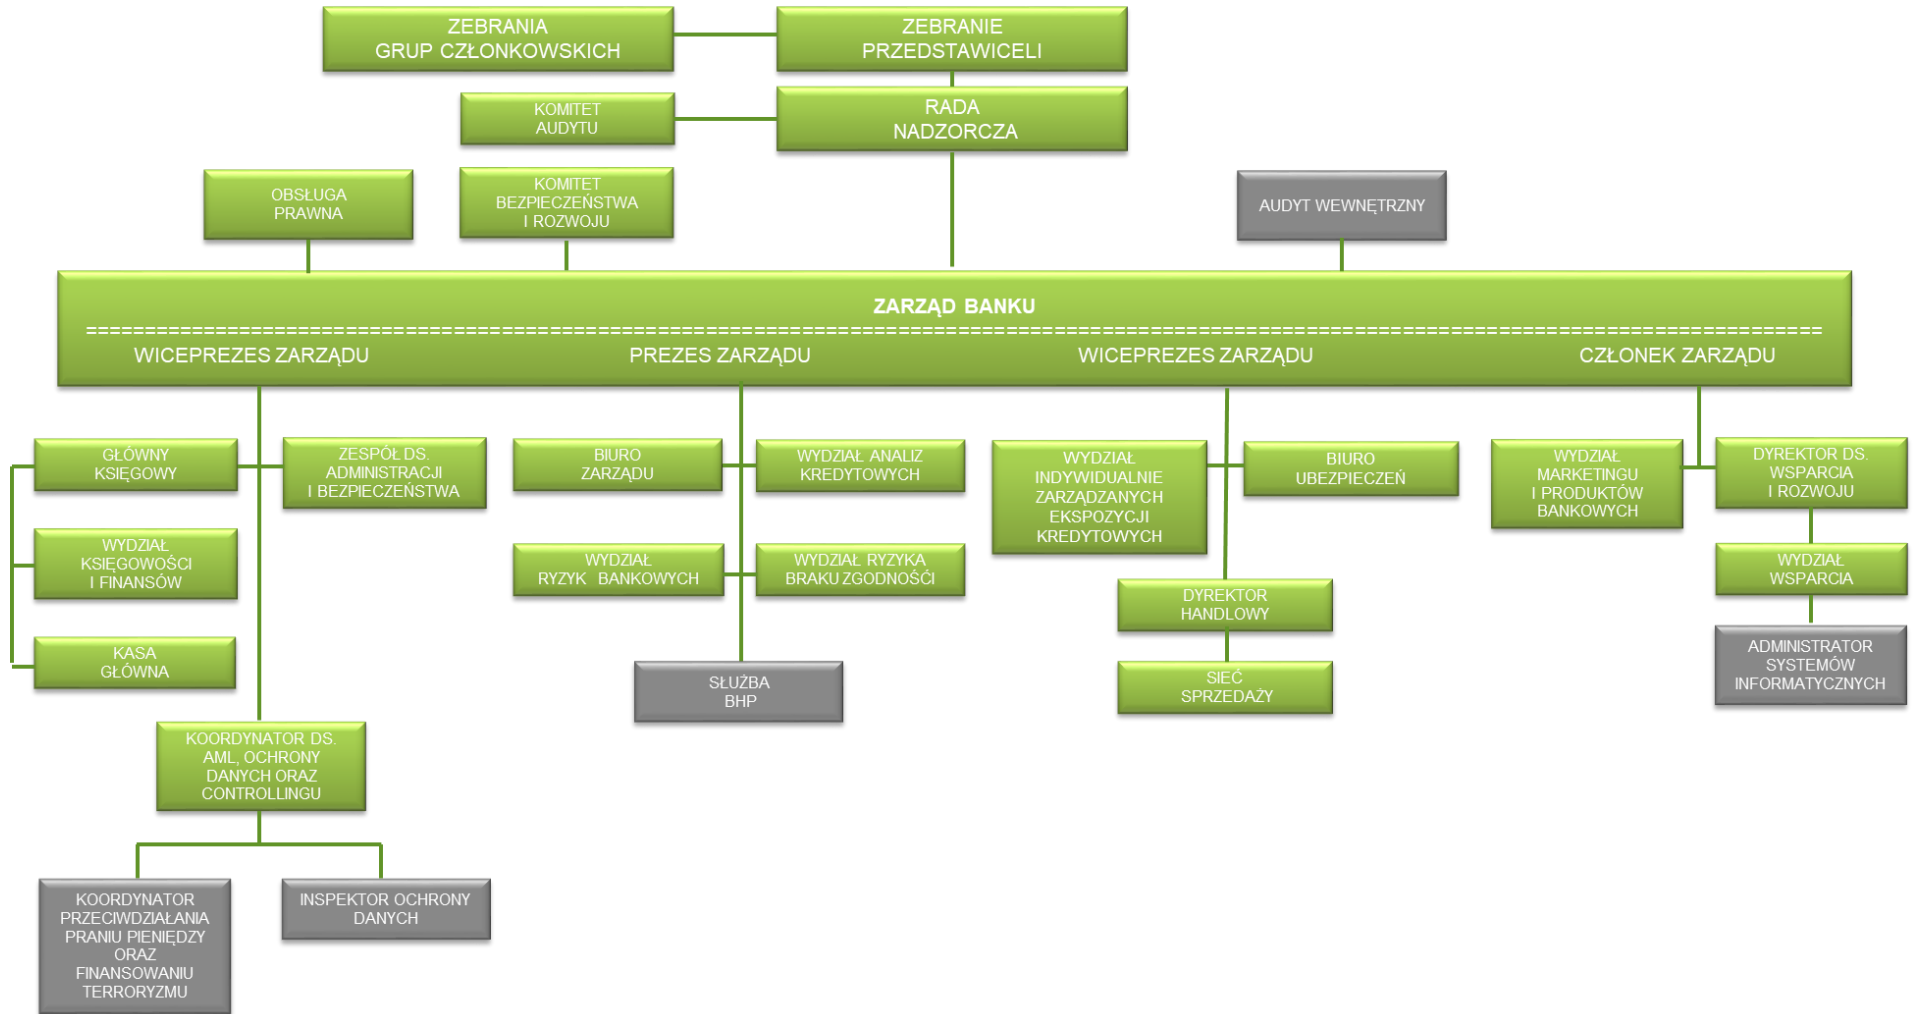 ZEBRANIA
GRUP CZŁONKOWSKICH
ZEBRANIE
PRZEDSTAWICELI
KOMITET
AUDYTU
RADA
NADZORCZA
OBSŁUGA
PRAWNA
KOMITET
BEZPIECZEŃSTWA
I ROZWOJU
AUDYT WEWNĘTRZNY
ZARZĄD BANKU
WICEPREZES ZARZĄDU
PREZES ZARZĄDU
WICEPREZES ZARZĄDU
CZŁONEK ZARZĄDU
GŁÓWNY
KSIĘGOWY
ZESPÓŁ DS.
ADMINISTRACJI
I BEZPIECZEŃSTWA
BIURO
ZARZĄDU
WYDZIAŁ ANALIZ
KREDYTOWYCH
WYDZIAŁ
INDYWIDUALNIE
ZARZĄDZANYCH
EKSPOZYCJI
KREDYTOWYCH
BIURO
UBEZPIECZEŃ
WYDZIAŁ
MARKETINGU
I PRODUKTÓW
BANKOWYCH
DYREKTOR DS.
WSPARCIA
I ROZWOJU
WYDZIAŁ
KSIĘGOWOŚCI
I FINANSÓW
WYDZIAŁ
RYZYK BANKOWYCH
WYDZIAŁ RYZYKA
BRAKU ZGODNOŚĆI
DYREKTOR
HANDLOWY
WYDZIAŁ
WSPARCIA
KASA
GŁÓWNA
SŁUŻBA
BHP
SIEĆ
SPRZEDAŻY
ADMINISTRATOR
SYSTEMÓW
INFORMATYCZNYCH
KOORDYNATOR DS.
AML, OCHRONY
DANYCH ORAZ
CONTROLLINGU
KOORDYNATOR
PRZECIWDZIAŁANIA
PRANIU PIENIĘDZY
ORAZ
FINANSOWANIU
TERRORYZMU
INSPEKTOR OCHRONY
DANYCH